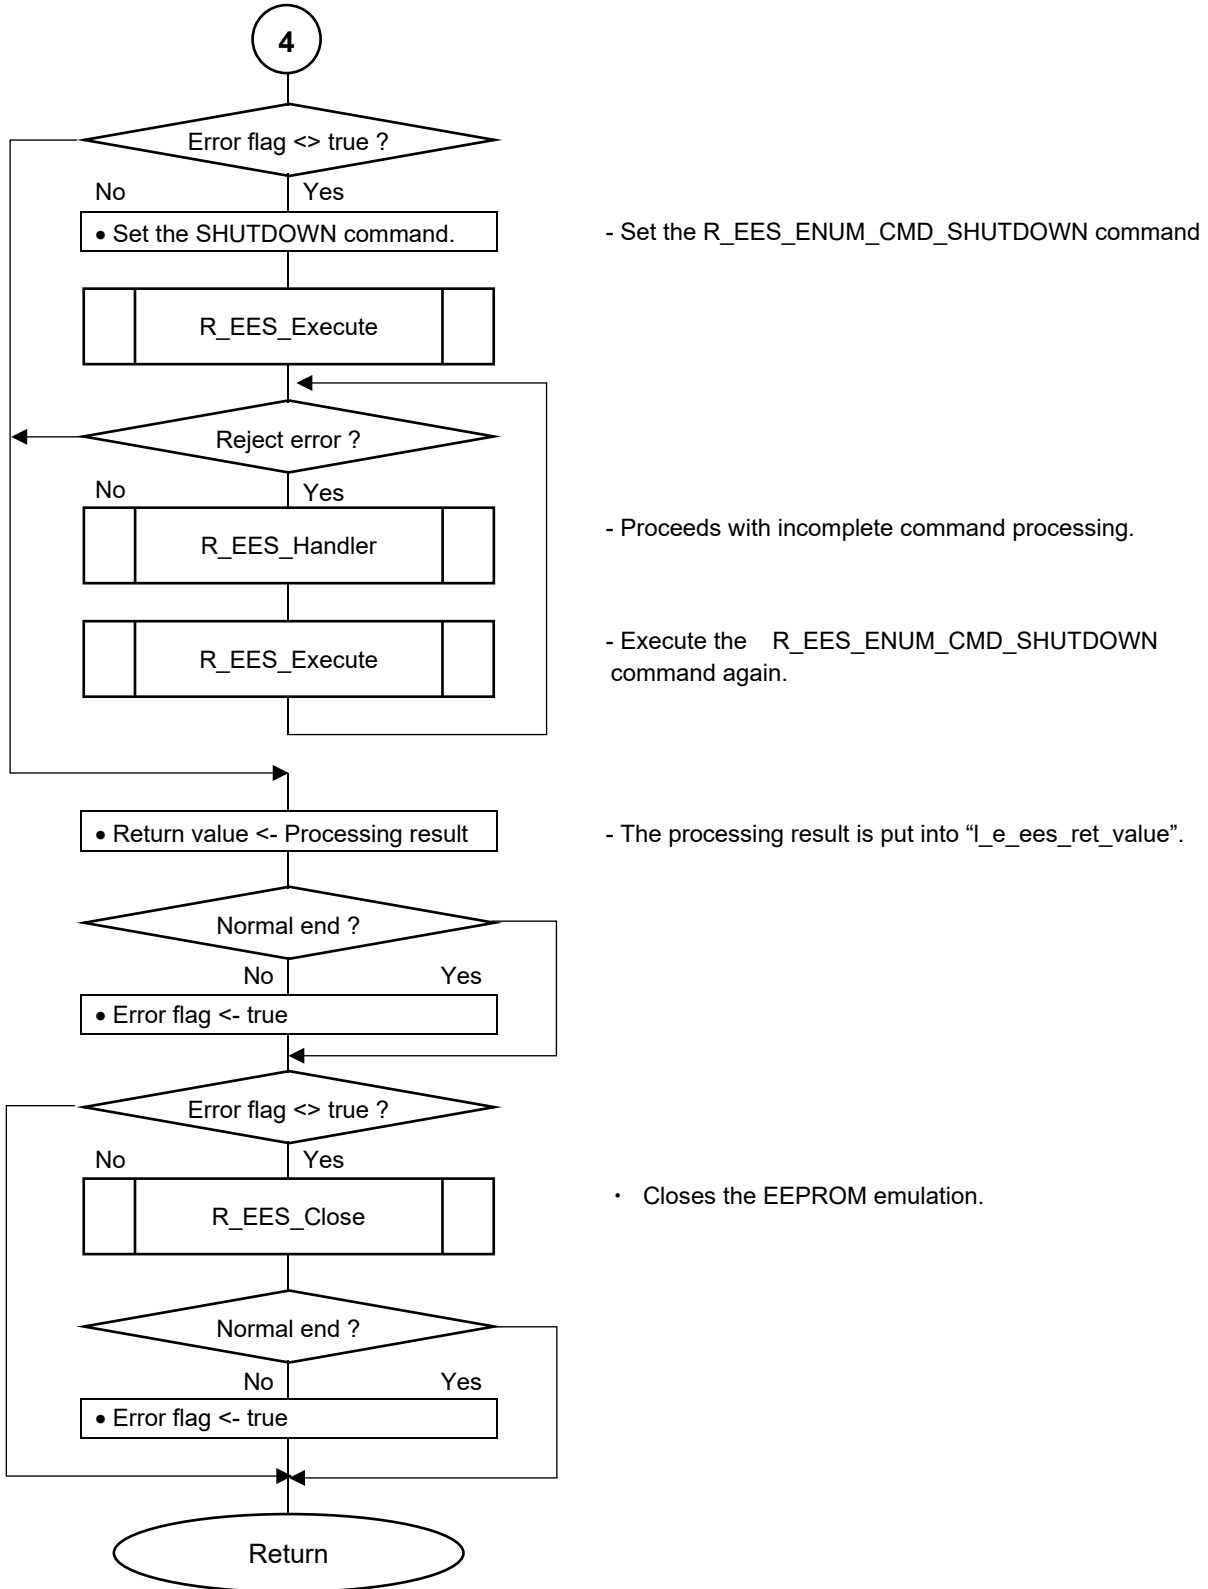 4
Error flag <> true ?
No
Yes
• Set the SHUTDOWN command.
- Set the R_EES_ENUM_CMD_SHUTDOWN command
R_EES_Execute
Reject error ?
No
Yes
R_EES_Handler
- Proceeds with incomplete command processing.
R_EES_Execute
- Execute the R_EES_ENUM_CMD_SHUTDOWN
command again.
• Return value <- Processing result
- The processing result is put into “l_e_ees_ret_value”.
Normal end ?
No
Yes
• Error flag <- true
Error flag <> true ?
No
Yes
R_EES_Close
・ Closes the EEPROM emulation.
Normal end ?
No
Yes
• Error flag <- true
Return